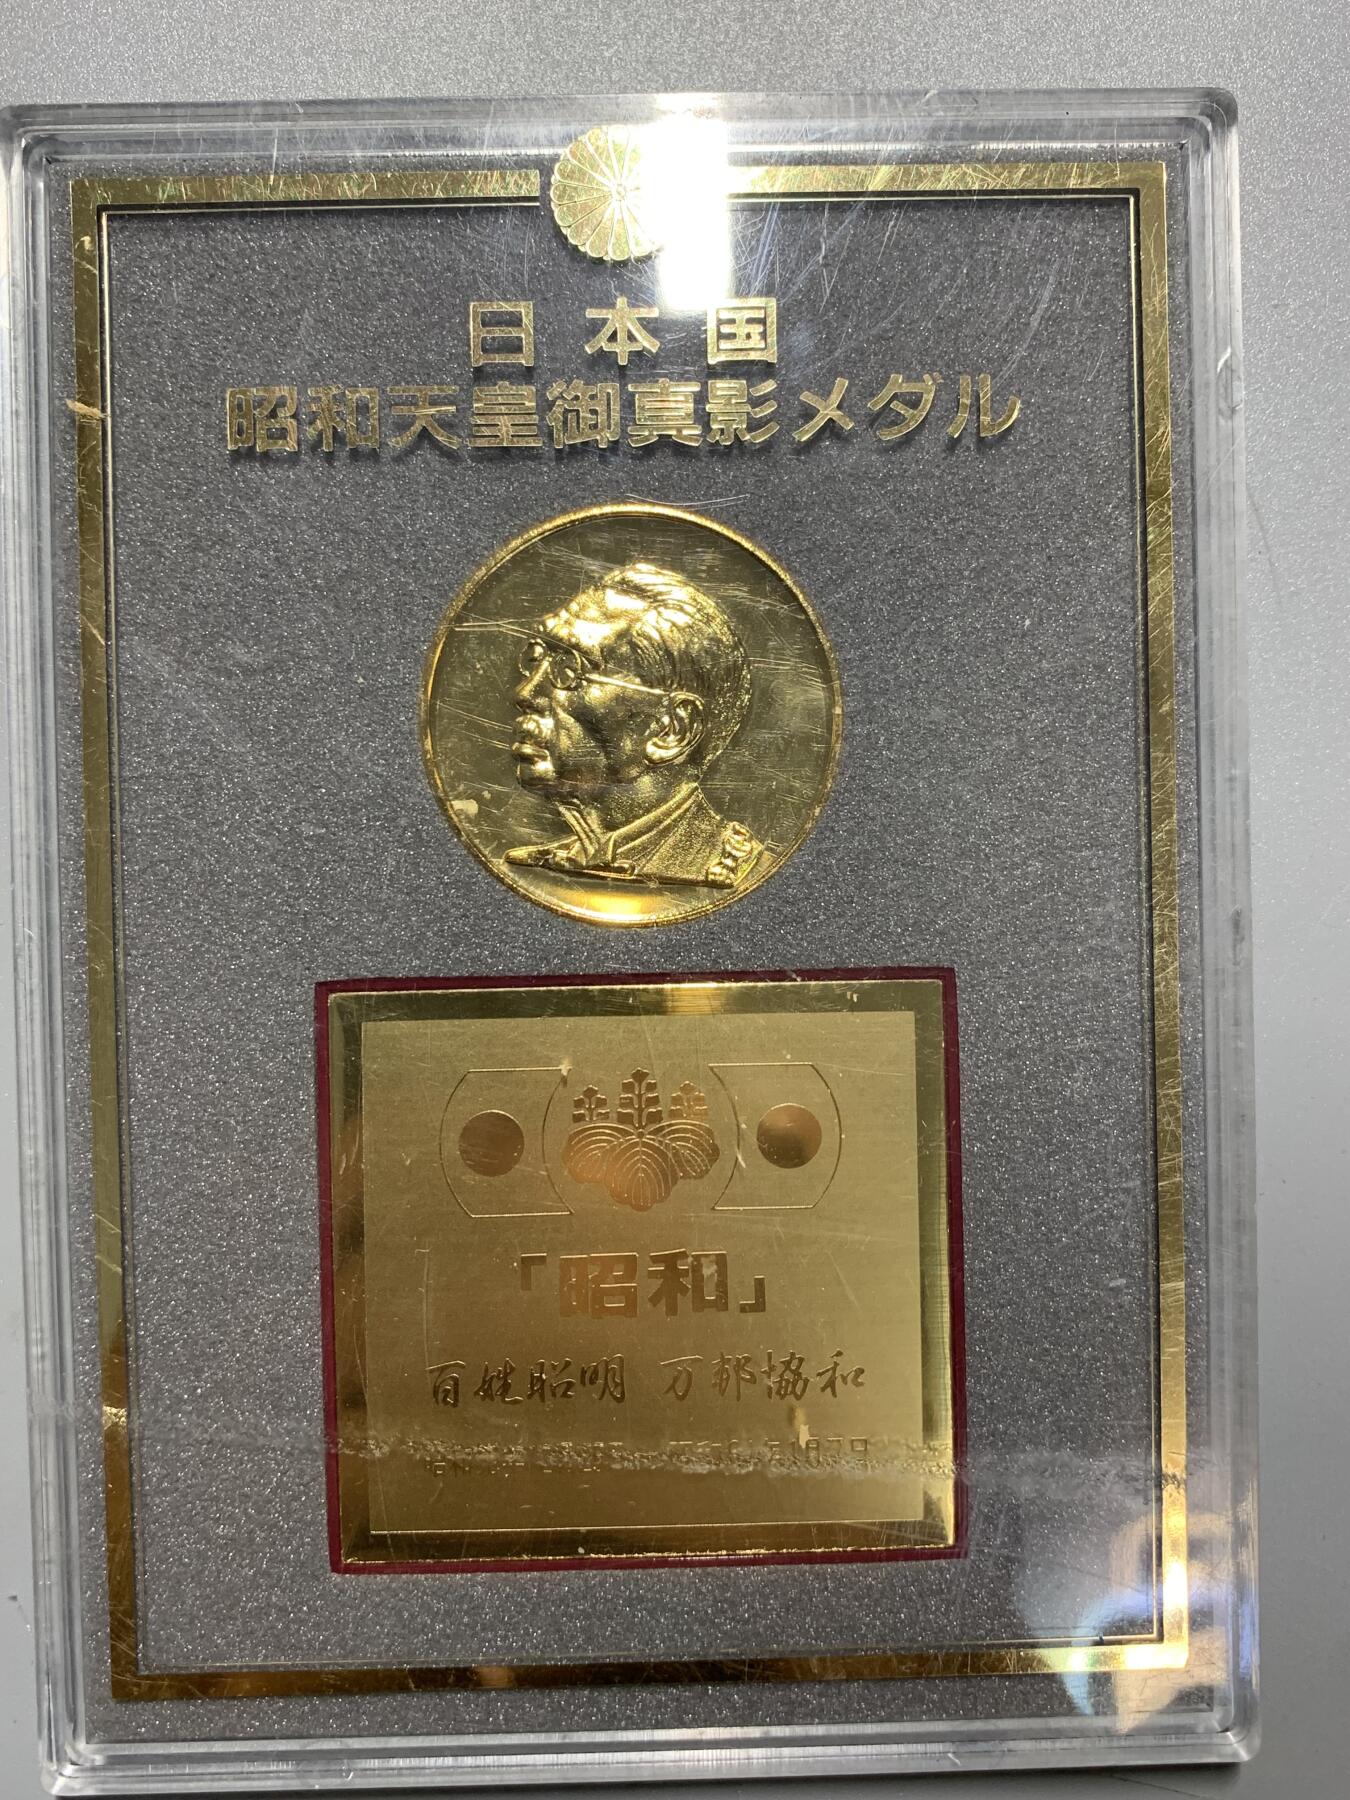 日本国
昭和天皇御真影メダル
「昭和」
百姓昭明 万邦協和